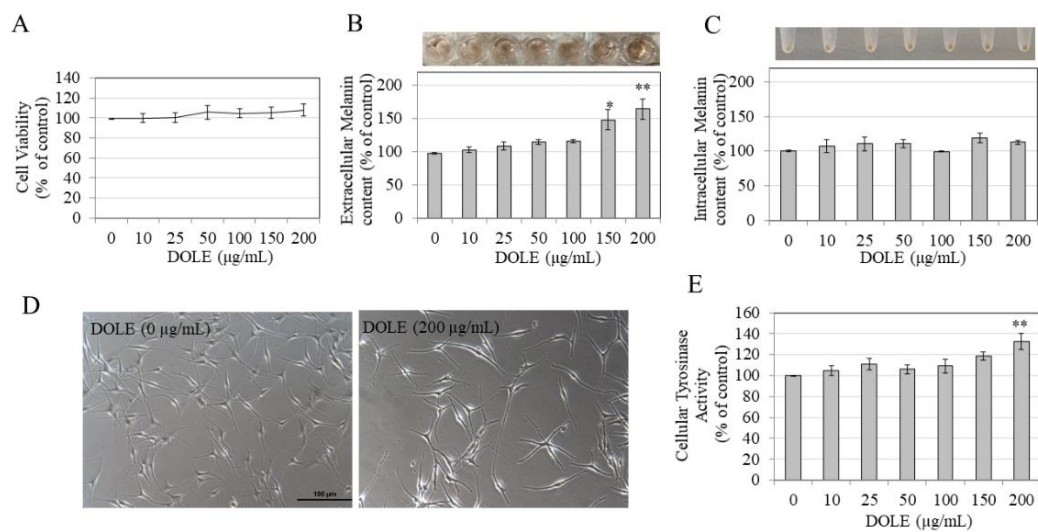 A
Cell Viability
(% of control)
140
120
100
80
60
40
20
0
0 10 25 50 100 150 200
DOLE (µg/mL)
B
Extracellular Melanin
content (% of control)
200
150
100
50
0
*
**
0 10 25 50 100 150 200
DOLE (µg/mL)
C
Intracellular Melanin
content (% of control)
200
150
100
50
0
0 10 25 50 100 150 200
DOLE (µg/mL)
D
DOLE (0 µg/mL)
100 µm
DOLE (200 µg/mL)
E
Cellular Tyrosinase
Activity
(% of control)
160
140
120
100
80
60
40
20
0
**
0 10 25 50 100 150 200
DOLE (µg/mL)